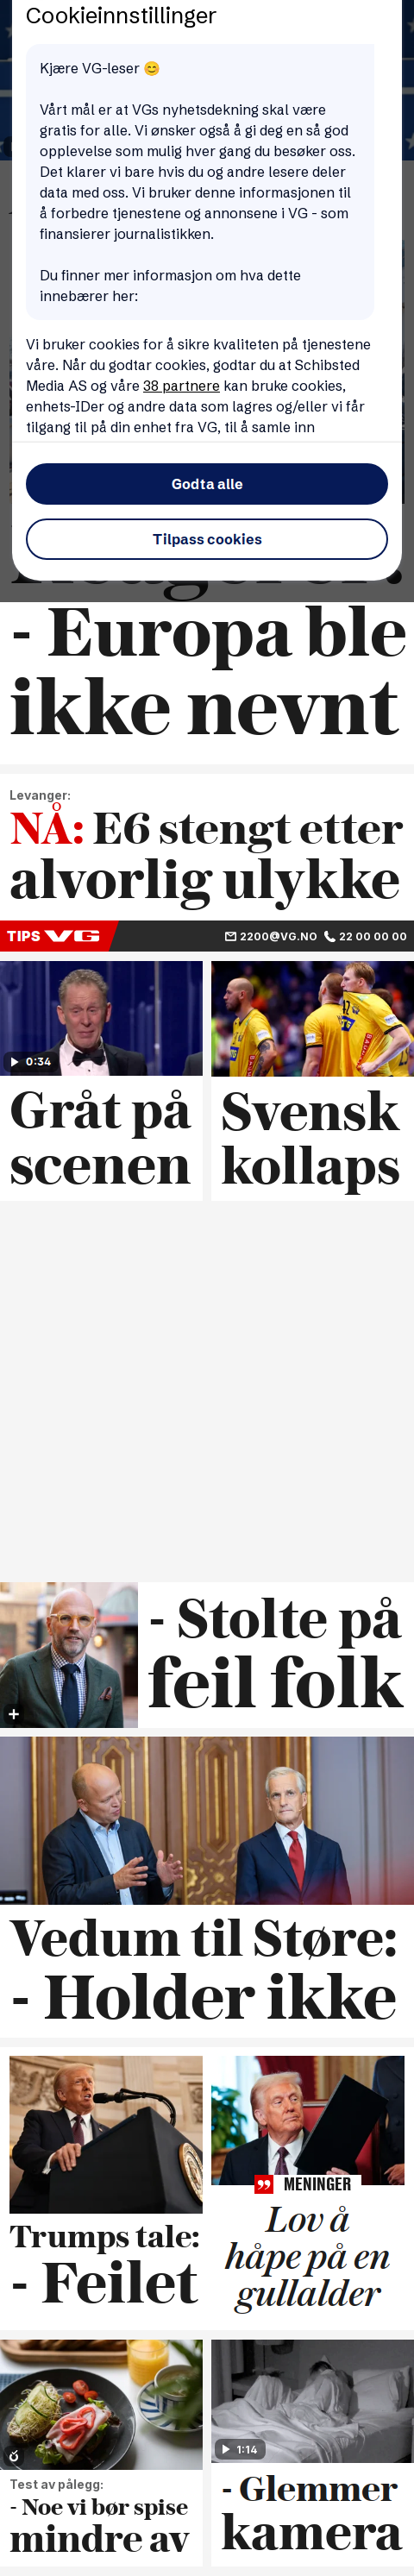 Cookieinnstillinger
Kjære VG-leser 😊
Vårt mål er at VGs nyhetsdekning skal være
gratis for alle. Vi ønsker også å gi deg en så god
opplevelse som mulig hver gang du besøker oss.
Det klarer vi bare hvis du og andre lesere deler
data med oss. Vi bruker denne informasjonen til
å forbedre tjenestene og annonsene i VG - som
finansierer journalistikken.
Du finner mer informasjon om hva dette
innebærer her:
Vi bruker cookies for å sikre kvaliteten på tjenestene
våre. Når du godtar cookies, godtar du at Schibsted
Media AS og våre 38 partnere kan bruke cookies,
enhets-IDer og andre data som lagres og/eller vi får
tilgang til på din enhet fra VG, til å samle inn
Godta alle
Tilpass cookies
- Europa ble
ikke nevnt
Levanger:
NÅ: E6 stengt etter
alvorlig ulykke
TIPS VG 2200@VG.NO 22 00 00 00
0:34
Gråt på
scenen
Svensk
kollaps
- Stolte på
feil folk
Vedum til Støre:
- Holder ikke
Trumps tale:
- Feilet
MENINGER
Lov å
håpe på en
gullalder
Test av pålegg:
- Noe vi bør spise
mindre av
1:14
- Glemmer
kamera